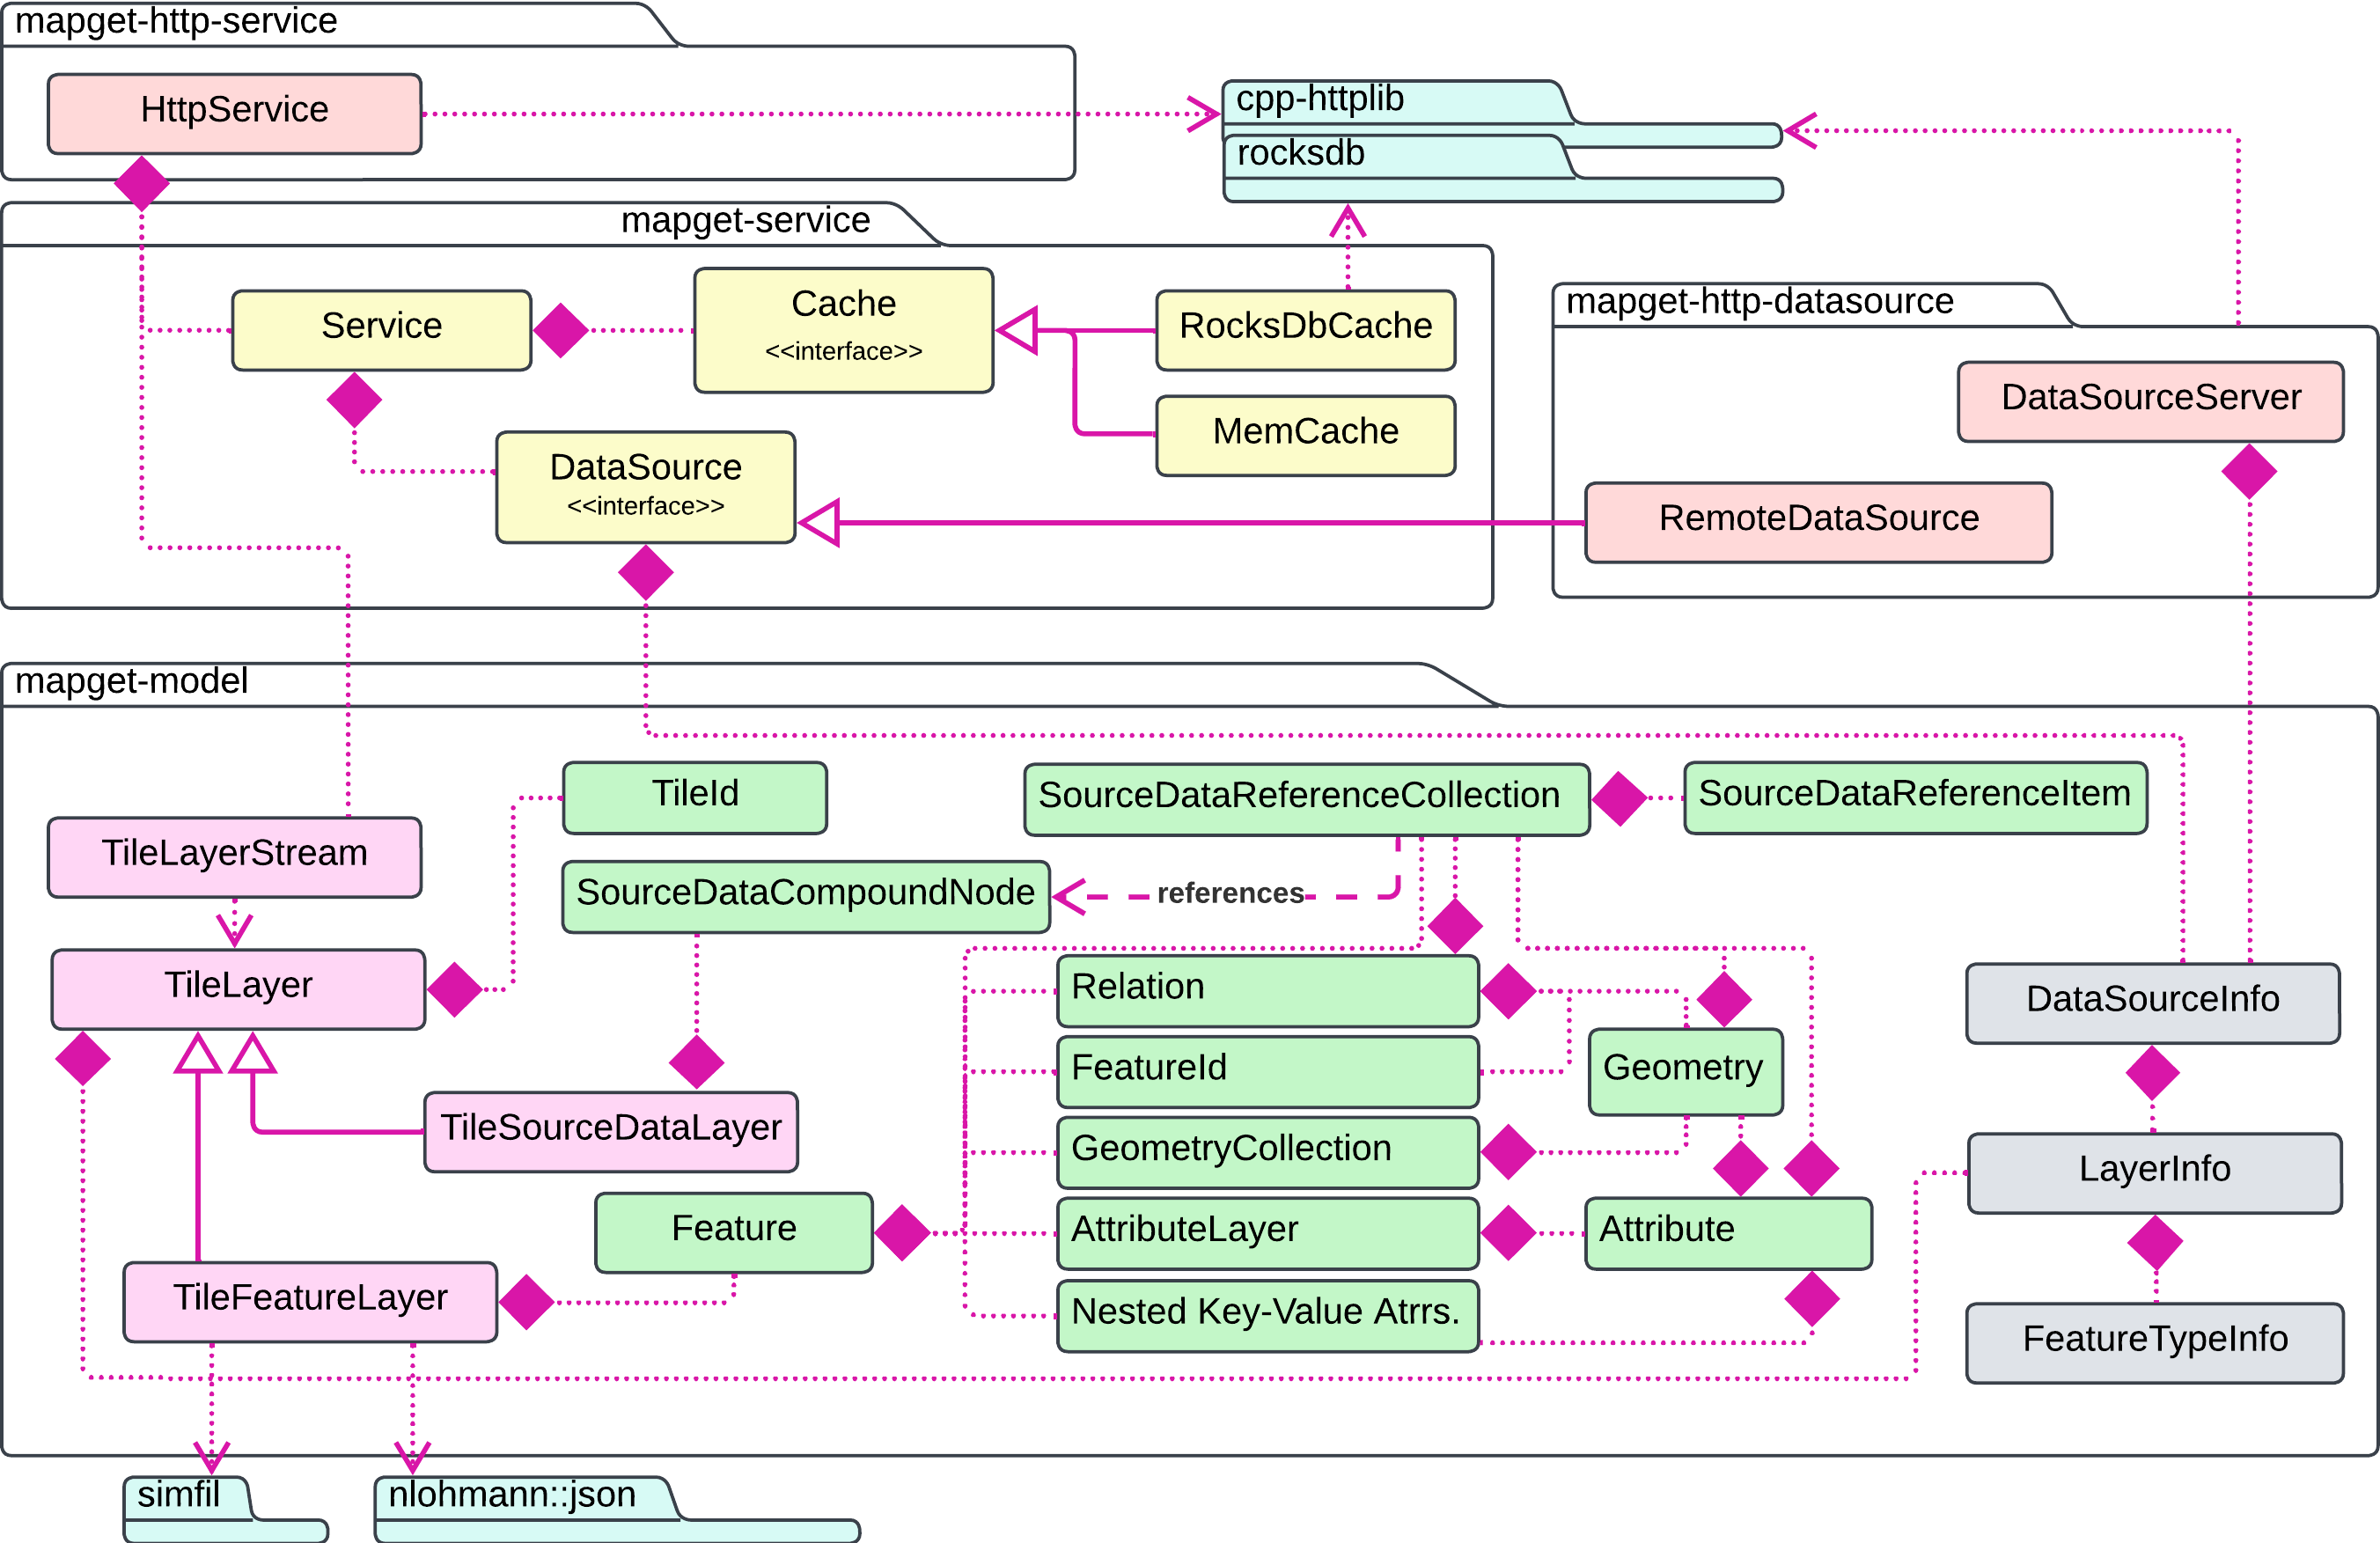 mapget-http-service
HttpService
cpp-httplib
rocksdb
mapget-service
Service
Cache
<<interface>>
RocksDbCache
MemCache
DataSource
<<interface>>
mapget-http-datasource
DataSourceServer
RemoteDataSource
mapget-model
TileId
SourceDataReferenceCollection
SourceDataReferenceItem
TileLayerStream
SourceDataCompoundNode
references
TileLayer
Relation
DataSourceInfo
FeatureId
Geometry
TileSourceDataLayer
GeometryCollection
LayerInfo
Feature
AttributeLayer
Attribute
TileFeatureLayer
Nested Key-Value Atrrs.
FeatureTypeInfo
simfil
nlohmann::json